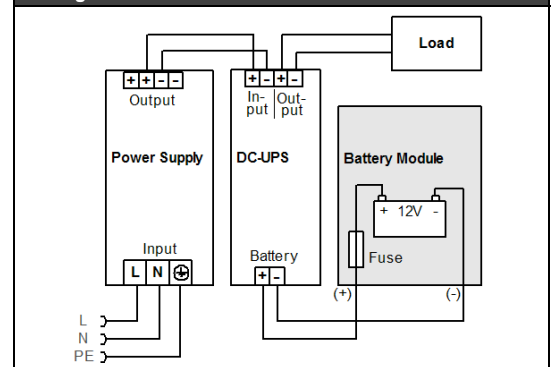 Load
+ + - -
Output
+ - + -
In-
put
Out-
put
Power Supply
DC-UPS
Battery Module
+ 12V -
Input
L N
Battery
+ -
Fuse
(+)
(-)
L
N
PE